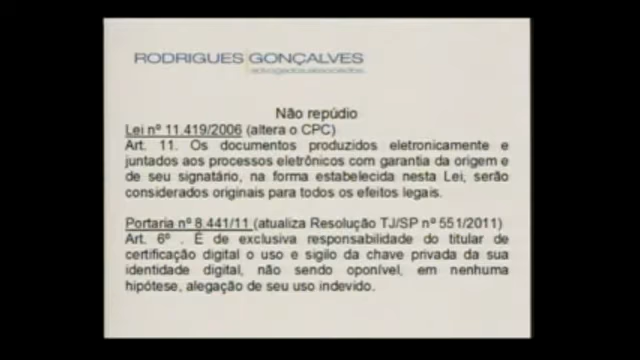 RODRIGUES GONÇALVES
advogados associados
Não repúdio
Lei nº 11.419/2006 (altera o CPC)
Art. 11. Os documentos produzidos eletronicamente e
juntados aos processos eletrônicos com garantia da origem e
de seu signatário, na forma estabelecida nesta Lei, serão
considerados originais para todos os efeitos legais.
Portaria nº 8.441/11 (atualiza Resolução TJ/SP nº 551/2011)
Art. 6º . É de exclusiva responsabilidade do titular de
certificação digital o uso e sigilo da chave privada da sua
identidade digital, não sendo oponível, em nenhuma
hipótese, alegação de seu uso indevido.